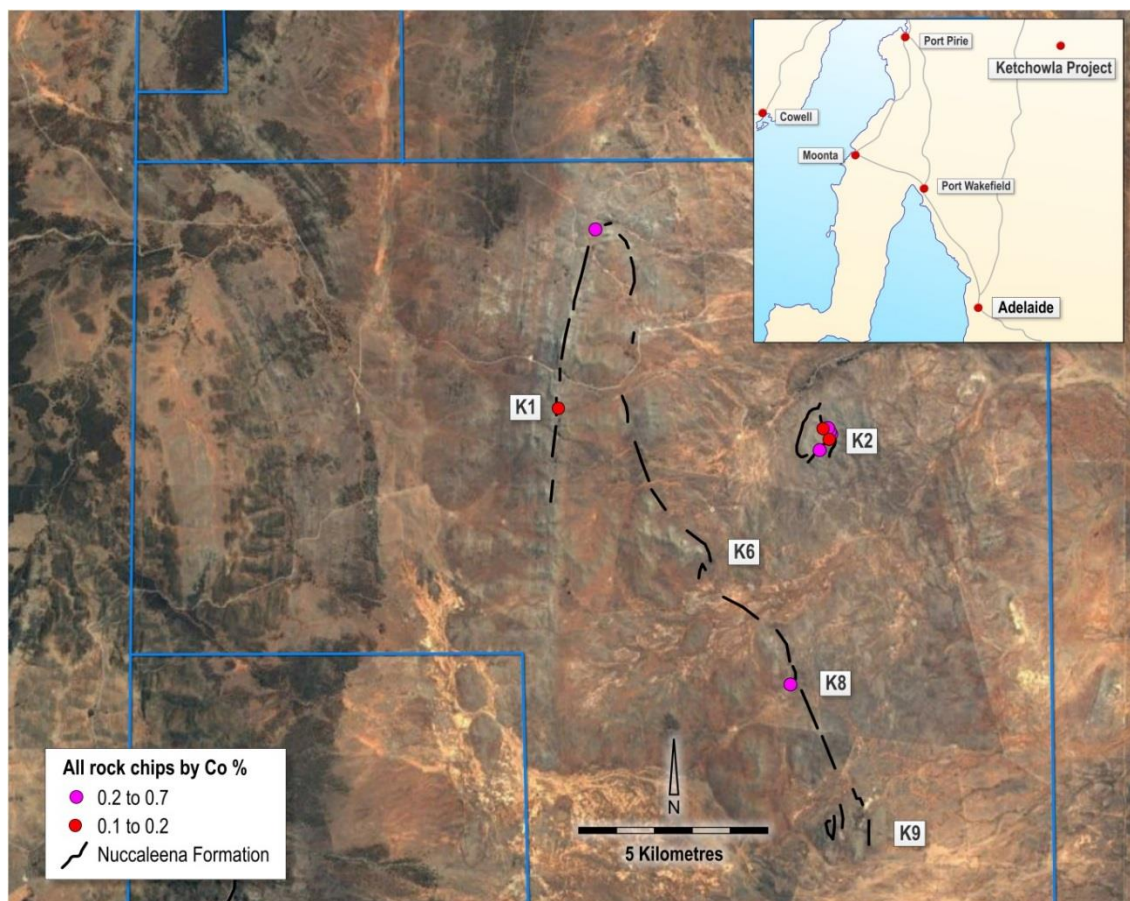 Port Pirie
Ketchowla Project
Cowell
Moonta
Port Wakefield
Adelaide
K1
K2
K6
K8
K9
N
5 Kilometres
All rock chips by Co %
0.2 to 0.7
0.1 to 0.2
Nuccaleena Formation